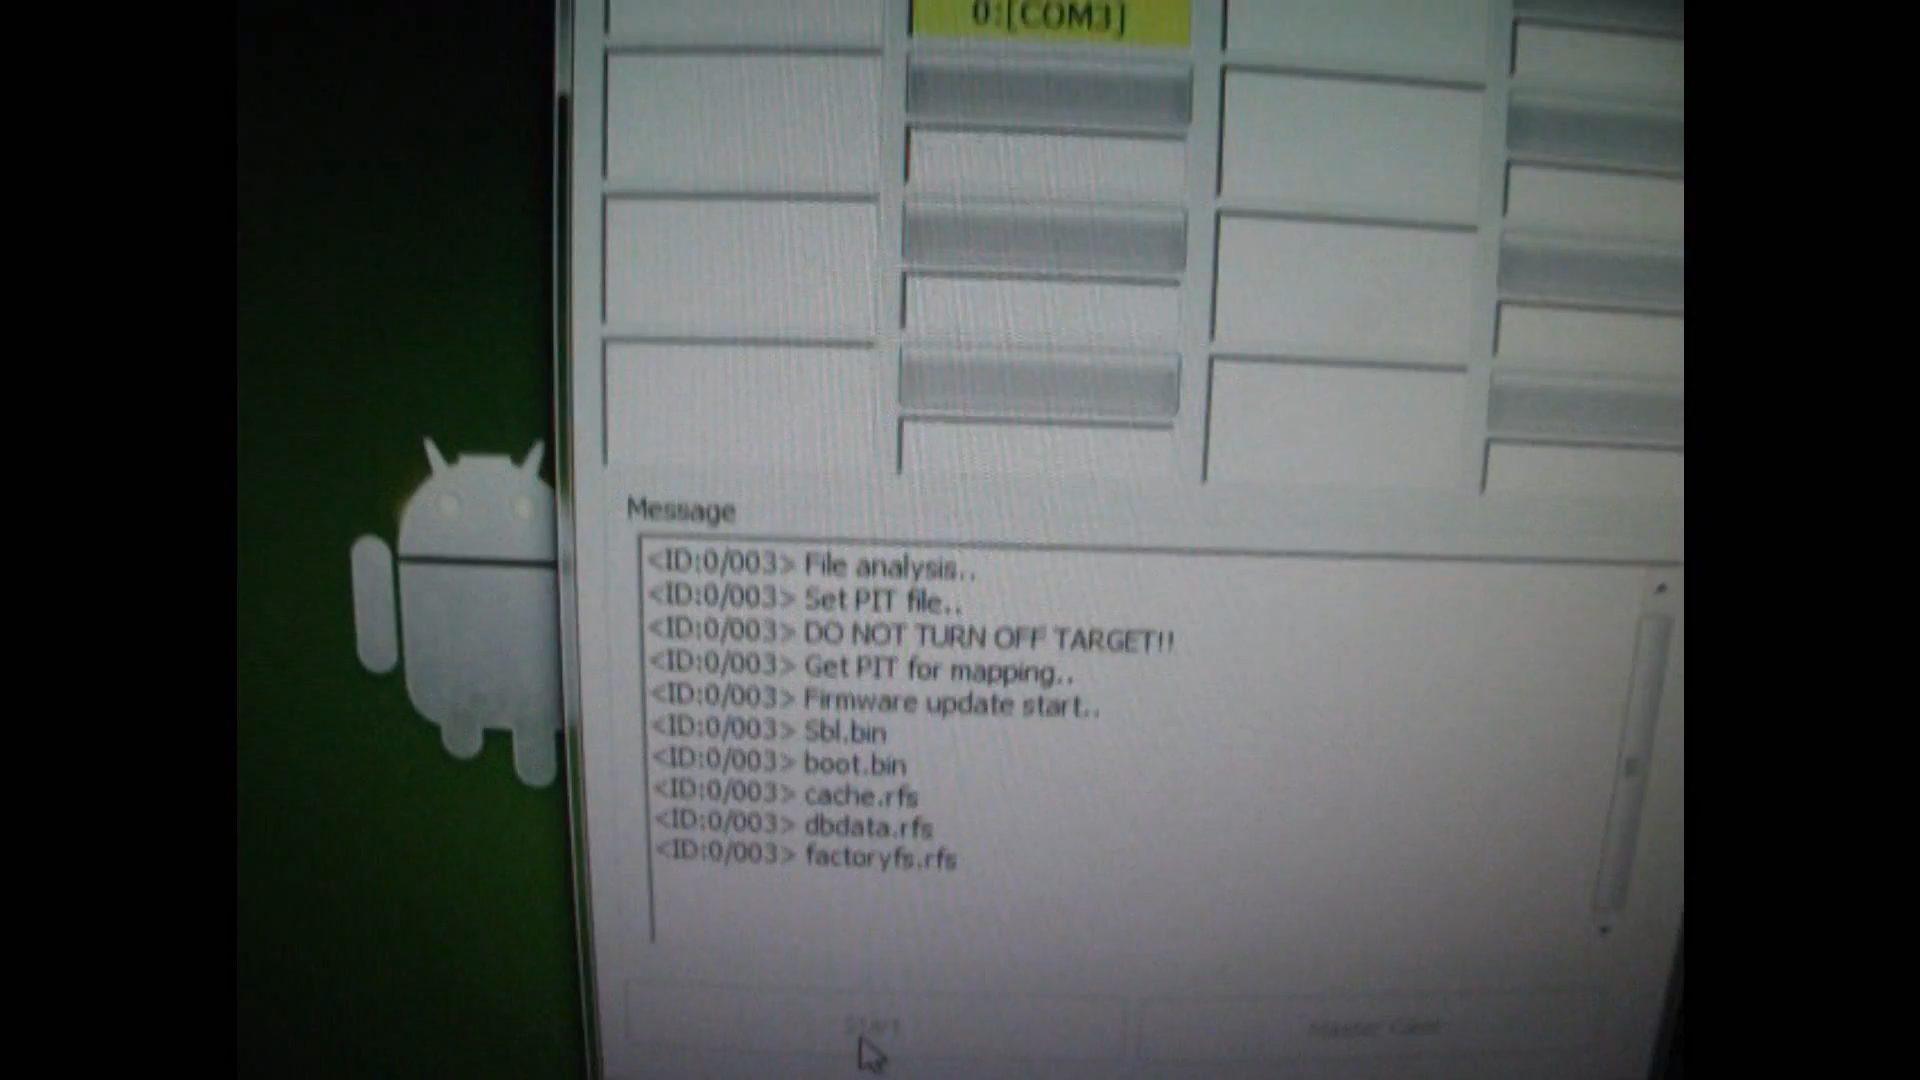 0:[COM3]
Message
<ID:0/003> File analysis..
<ID:0/003> Set PIT file..
<ID:0/003> DO NOT TURN OFF TARGET!!
<ID:0/003> Get PIT for mapping..
<ID:0/003> Firmware update start..
<ID:0/003> Sbl.bin
<ID:0/003> boot.bin
<ID:0/003> cache.rfs
<ID:0/003> dbdata.rfs
<ID:0/003> factoryfs.rfs
Start